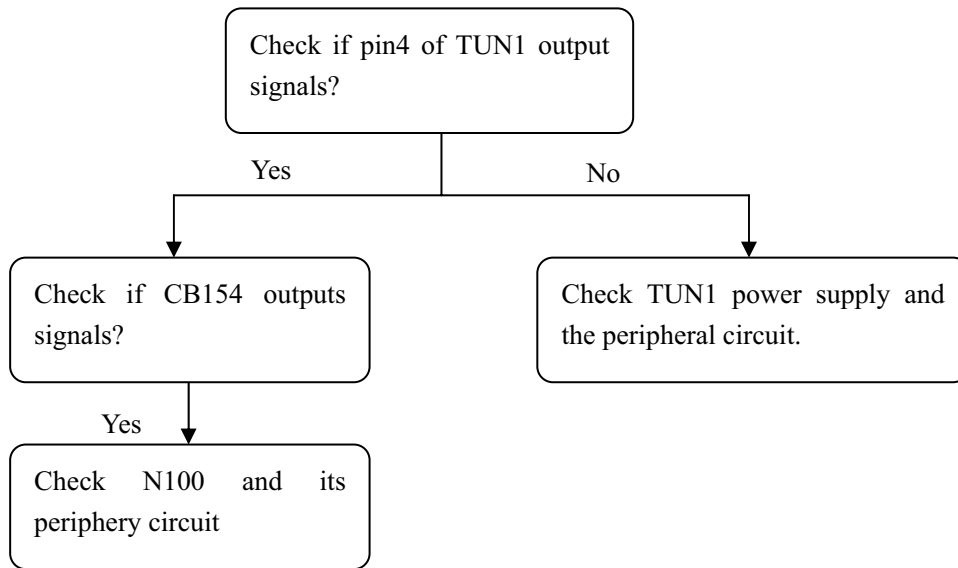 Check if pin4 of TUN1 output
signals?
Yes
No
Check if CB154 outputs
signals?
Check TUN1 power supply and
the peripheral circuit.
Yes
Check N100 and its
periphery circuit